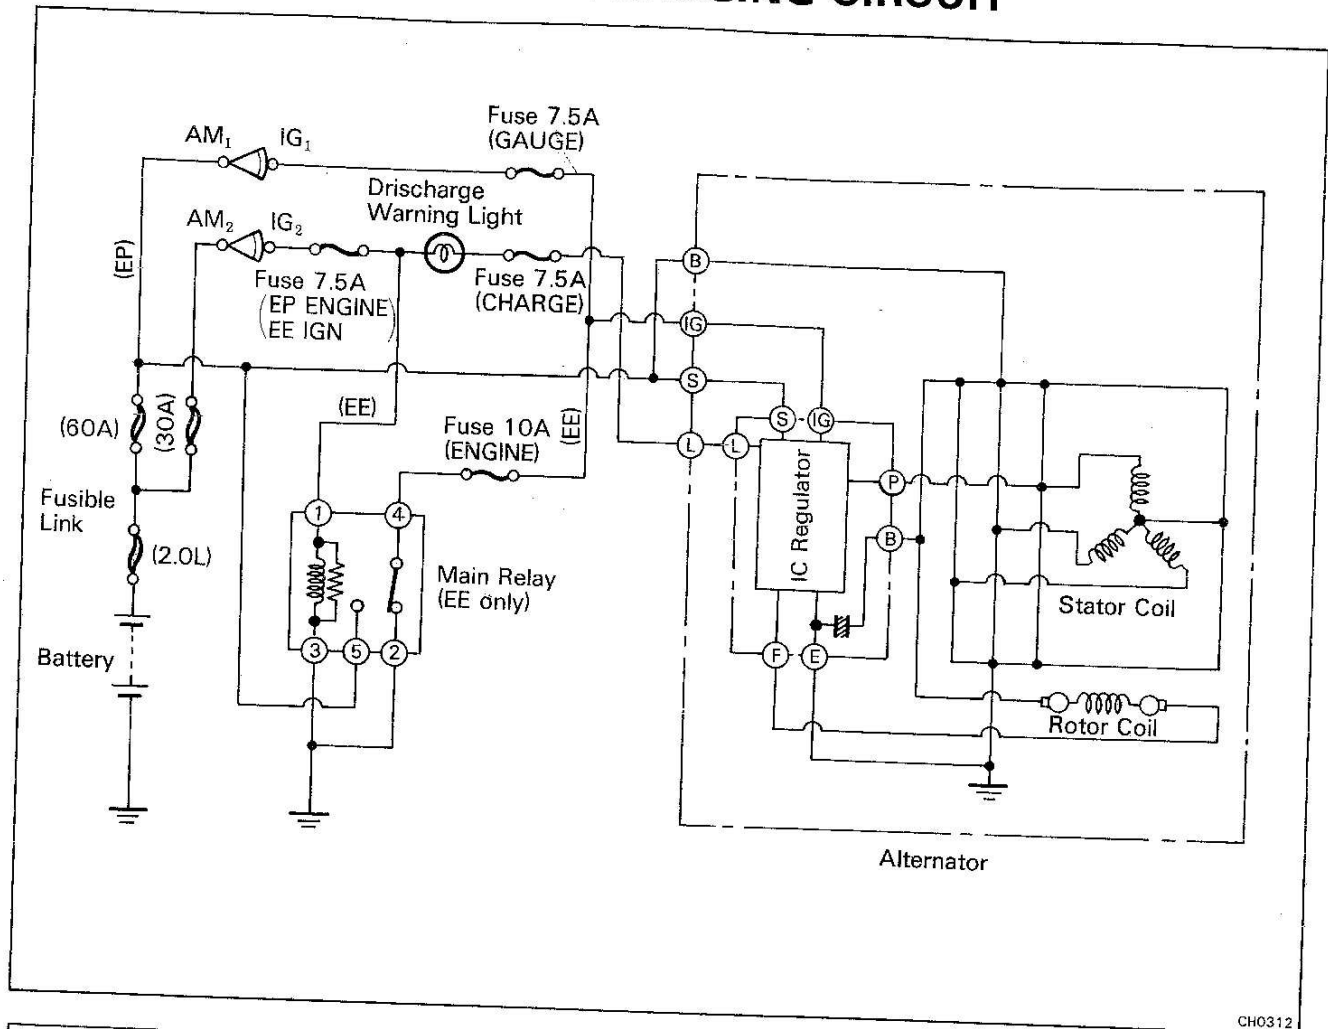 CIRCUIT
Fuse 7.5A
(GAUGE)
AM1
IG1
Drischarge
Warning Light
AM2
IG2
(EP)
Fuse 7.5A
(EP ENGINE
EE IGN)
Fuse 7.5A
(CHARGE)
B
IG
S
L
(60A)
(30A)
(EE)
Fuse 10A
(ENGINE)
(EE)
S
IG
L
P
B
IC Regulator
Fusible
Link
(2.0L)
1
4
Main Relay
(EE only)
Battery
3
5
2
F
E
Stator Coil
Rotor Coil
Alternator
CH0312